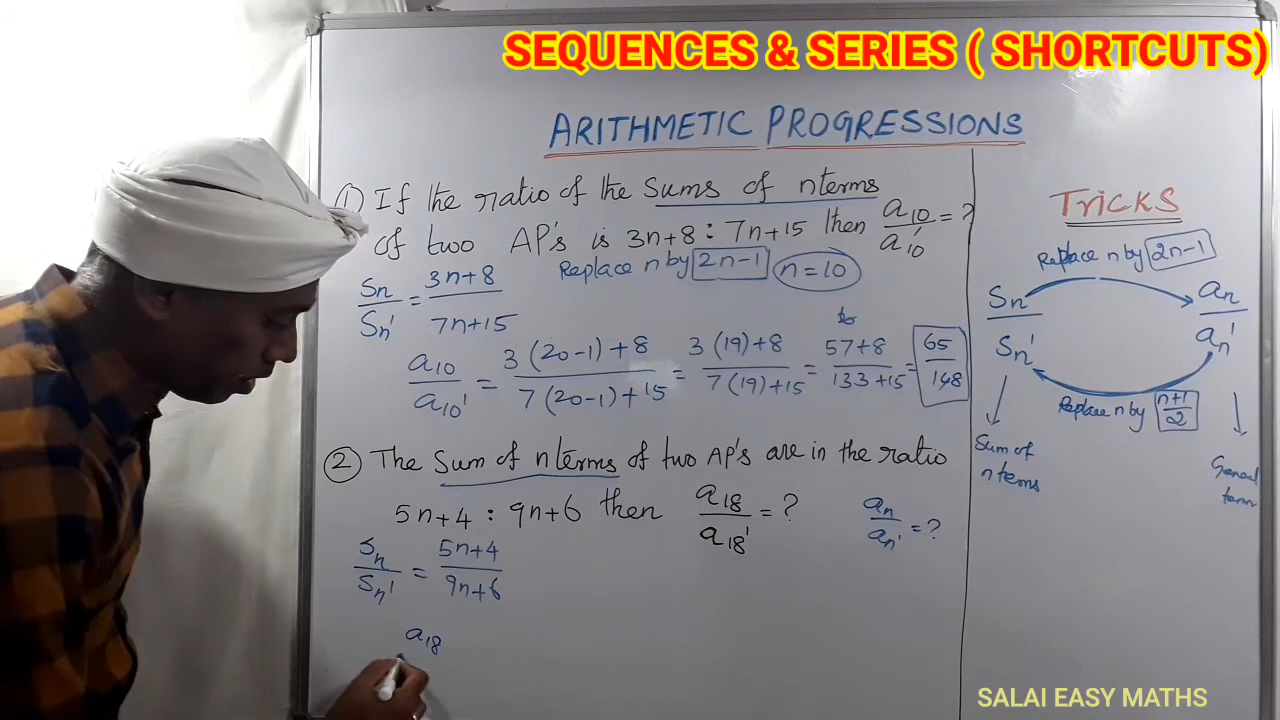 SEQUENCES & SERIES ( SHORTCUTS)
ARITHMETIC PROGRESSIONS
1) If the ratio of the Sums of n terms
of two AP's is 3n+8 : 7n+15 then a10/a10' = ?
Replace n by 2n-1 n=10
Sn/Sn' = 3n+8/7n+15
a10/a10' = 3(20-1)+8/7(20-1)+15 = 3(19)+8/7(19)+15 = 57+8/133+15 = 65/148
2 The Sum of n terms of two AP's are in the ratio
5n+4 : 9n+6 then a18/a18' = ? an/an' = ?
Sn/Sn' = 5n+4/9n+6
a18
Tricks
Replace n by 2n-1
Sn/Sn' an/an'
Replace n by n+1/2
Sum of
n terms
General
term
SALAI EASY MATHS